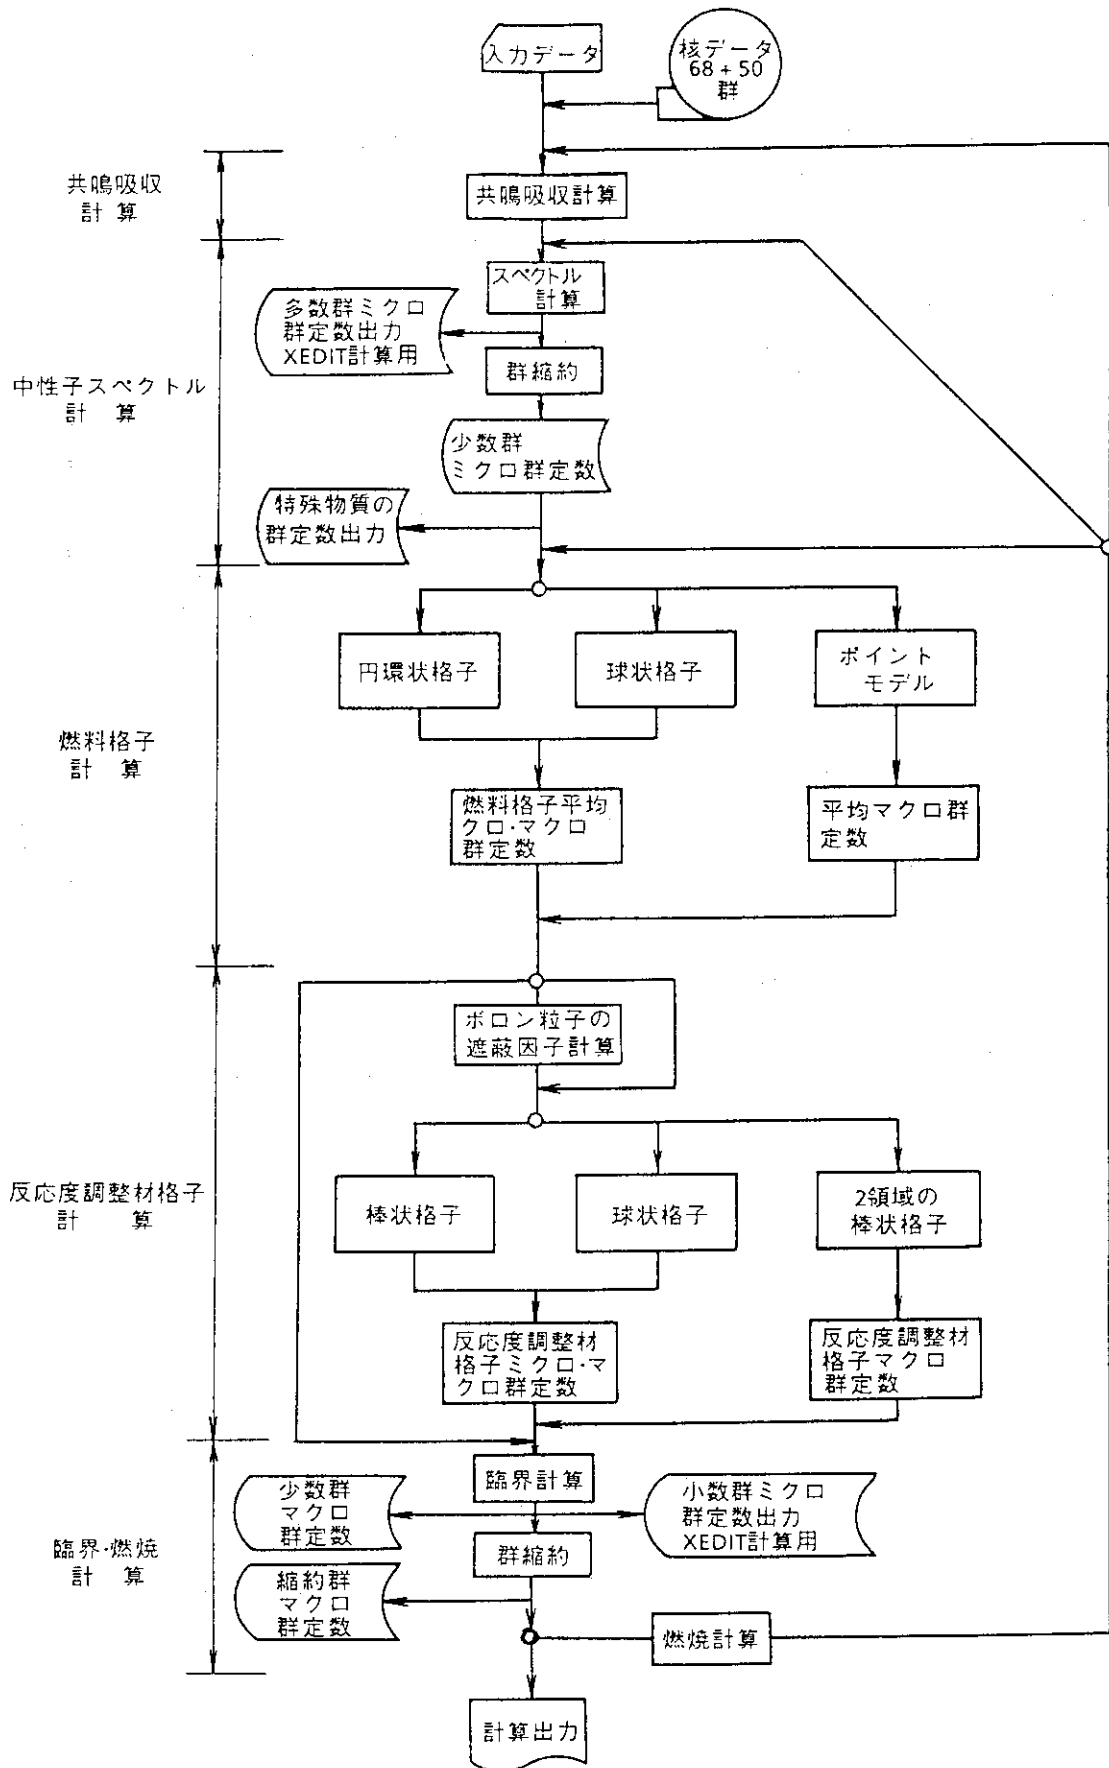 入力データ
核データ
68+50
群
共鳴吸収
計算
共鳴吸収計算
スペクトル
計算
多数群ミクロ
群定数出力
XEDIT計算用
群縮約
中性子スペクトル
計算
少数群
ミクロ群定数
特殊物質の
群定数出力
円環状格子
球状格子
ポイント
モデル
燃料格子
計算
燃料格子平均
クロ・マクロ
群定数
平均マクロ群
定数
ボロン粒子の
遮蔽因子計算
反応度調整材格子
計算
棒状格子
球状格子
2領域の
棒状格子
反応度調整材
格子ミクロ・マ
クロ群定数
反応度調整材
格子マクロ
群定数
臨界計算
少数群
マクロ
群定数
小数群ミクロ
群定数出力
XEDIT計算用
臨界・燃焼
計算
群縮約
縮約群
マクロ
群定数
燃焼計算
計算出力